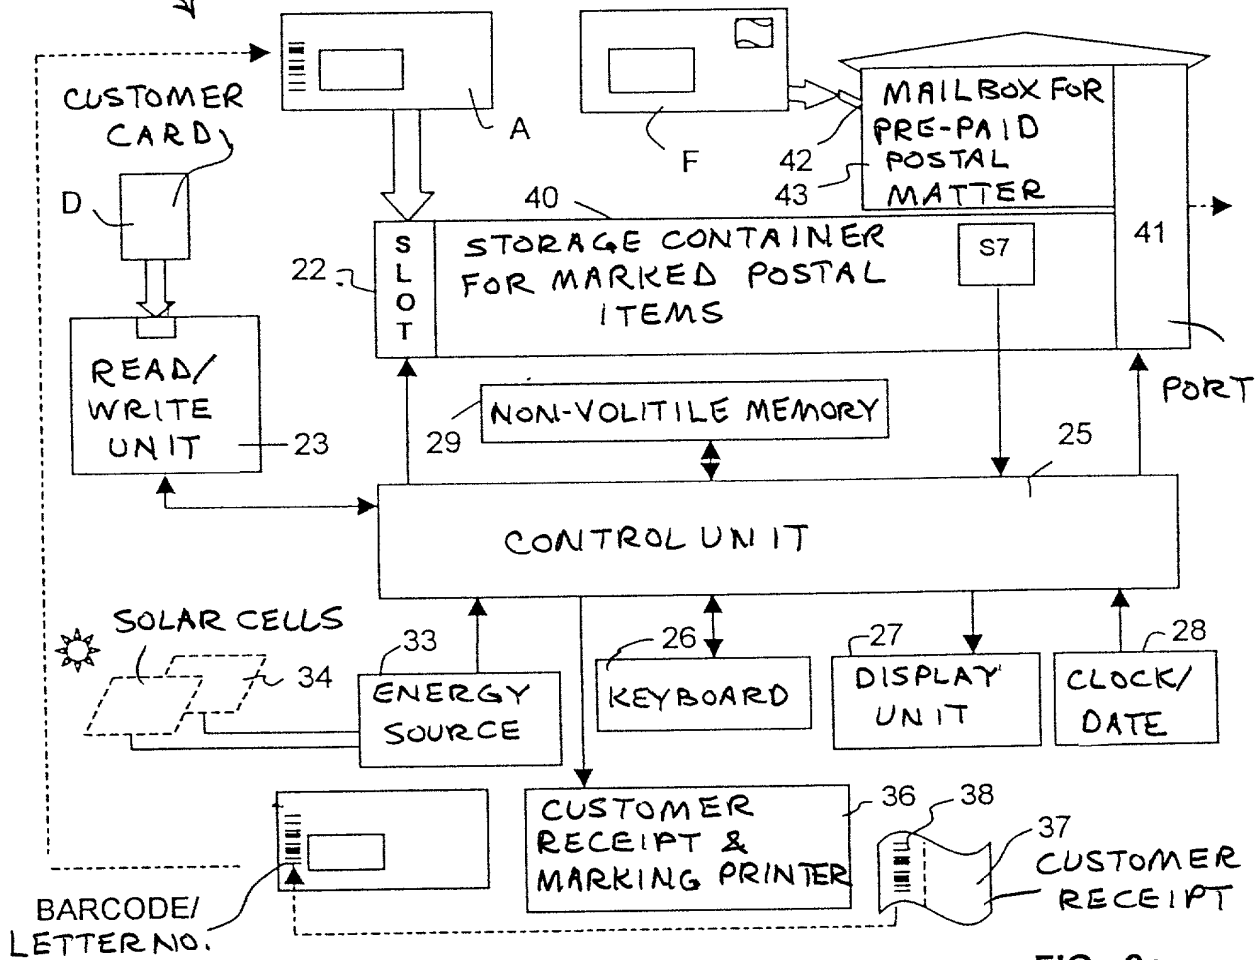 CUSTOMER
CARD
D
A
F
42
43
MAILBOX FOR
PRE-PAID
POSTAL
MATTER
40
41
22
SLOT
STORAGE CONTAINER
FOR MARKED POSTAL
ITEMS
S7
PORT
READ/
WRITE
UNIT
23
29
NON-VOLITILE MEMORY
25
CONTROL UNIT
SOLAR CELLS
34
33
ENERGY
SOURCE
26
KEYBOARD
27
DISPLAY
UNIT
28
CLOCK/
DATE
36
CUSTOMER
RECEIPT &
MARKING PRINTER
38
37
CUSTOMER
RECEIPT
BARCODE/
LETTER NO.